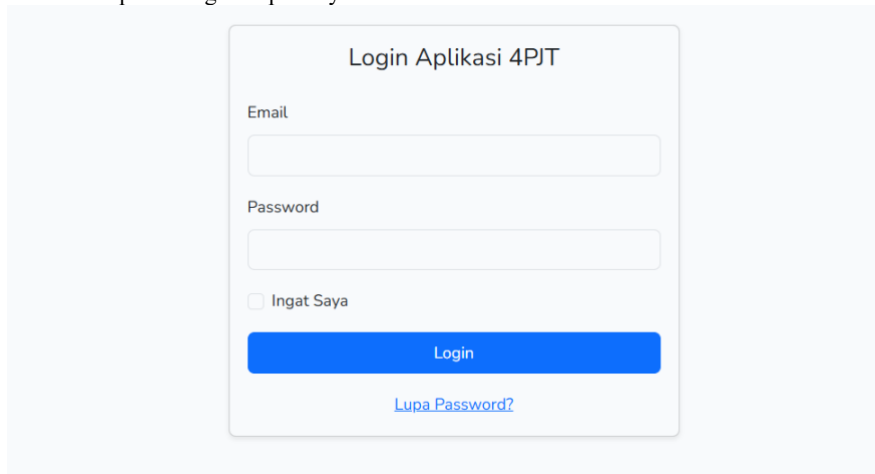 Login Aplikasi 4PJT
Email
Password
Ingat Saya
Login
Lupa Password?